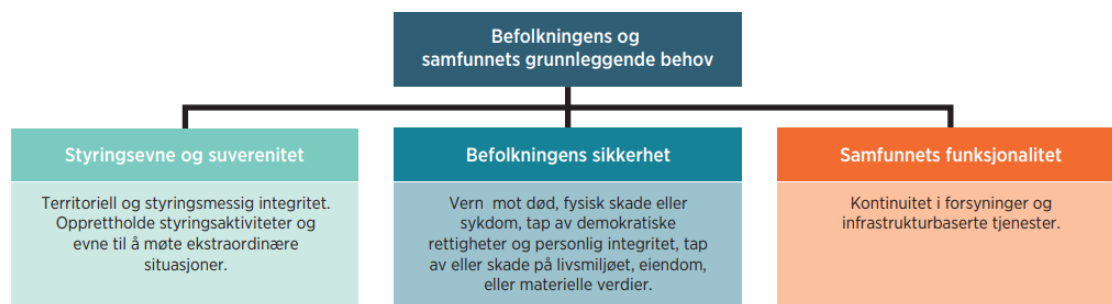 Befolkningens og
samfunnets grunnleggende behov
Styringsevne og suverenitet
Territoriell og styringsmessig integritet.
Opprettholde styringsaktiviteter og
evne til å møte ekstraordinære
situasjoner.
Befolkningens sikkerhet
Vern mot død, fysisk skade eller
sykdom, tap av demokratiske
rettigheter og personlig integritet, tap
av eller skade på livsmiljøet, eiendom,
eller materielle verdier.
Samfunnets funksjonalitet
Kontinuitet i forsyninger og
infrastrukturbaserte tjenester.